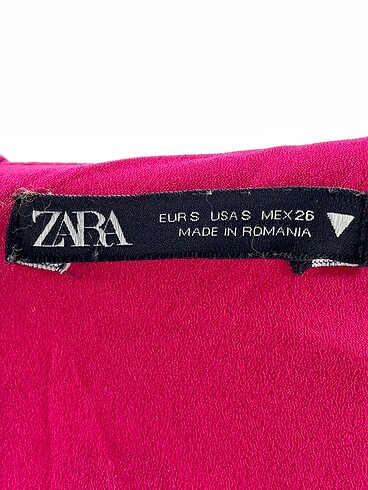 ZARA
EUR S USA S MEX 26
MADE IN ROMANIA